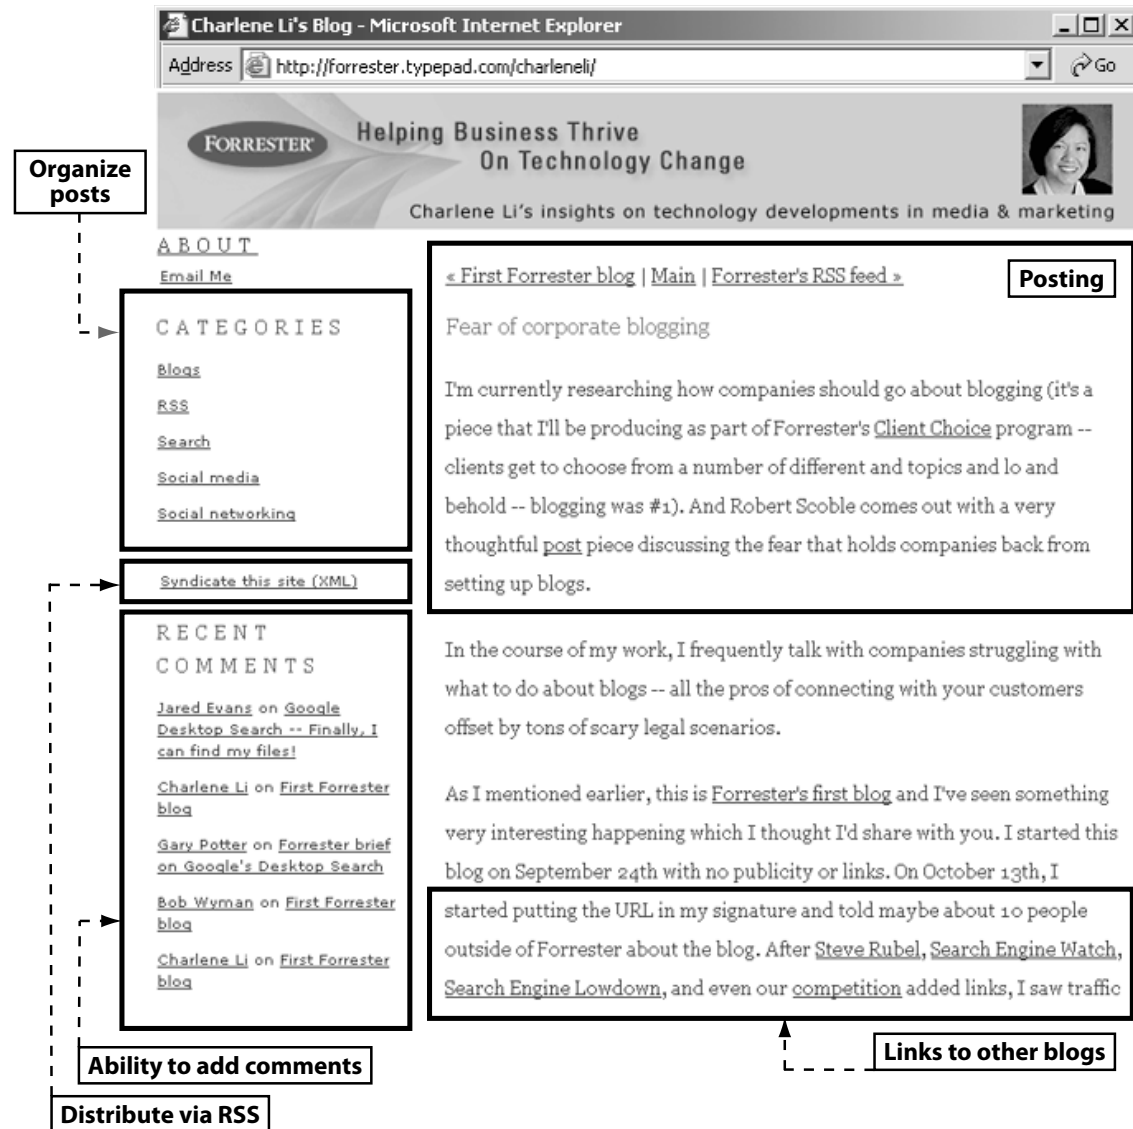 Charlene Li's Blog - Microsoft Internet Explorer
Address http://forrester.typepad.com/charleneli/ Go
FORRESTER
Helping Business Thrive
On Technology Change
Charlene Li's insights on technology developments in media & marketing
Organize
posts
ABOUT
Email Me
CATEGORIES
Blogs
RSS
Search
Social media
Social networking
Syndicate this site (XML)
RECENT
COMMENTS
Jared Evans on Google
Desktop Search -- Finally, I
can find my files!
Charlene Li on First Forrester
blog
Gary Potter on Forrester brief
on Google's Desktop Search
Bob Wyman on First Forrester
blog
Charlene Li on First Forrester
blog
« First Forrester blog | Main | Forrester's RSS feed »
Posting
Fear of corporate blogging
I'm currently researching how companies should go about blogging (it's a
piece that I'll be producing as part of Forrester's Client Choice program --
clients get to choose from a number of different and topics and lo and
behold -- blogging was #1). And Robert Scoble comes out with a very
thoughtful post piece discussing the fear that holds companies back from
setting up blogs.
In the course of my work, I frequently talk with companies struggling with
what to do about blogs -- all the pros of connecting with your customers
offset by tons of scary legal scenarios.
As I mentioned earlier, this is Forrester's first blog and I've seen something
very interesting happening which I thought I'd share with you. I started this
blog on September 24th with no publicity or links. On October 13th, I
started putting the URL in my signature and told maybe about 10 people
outside of Forrester about the blog. After Steve Rubel, Search Engine Watch,
Search Engine Lowdown, and even our competition added links, I saw traffic
Links to other blogs
Ability to add comments
Distribute via RSS